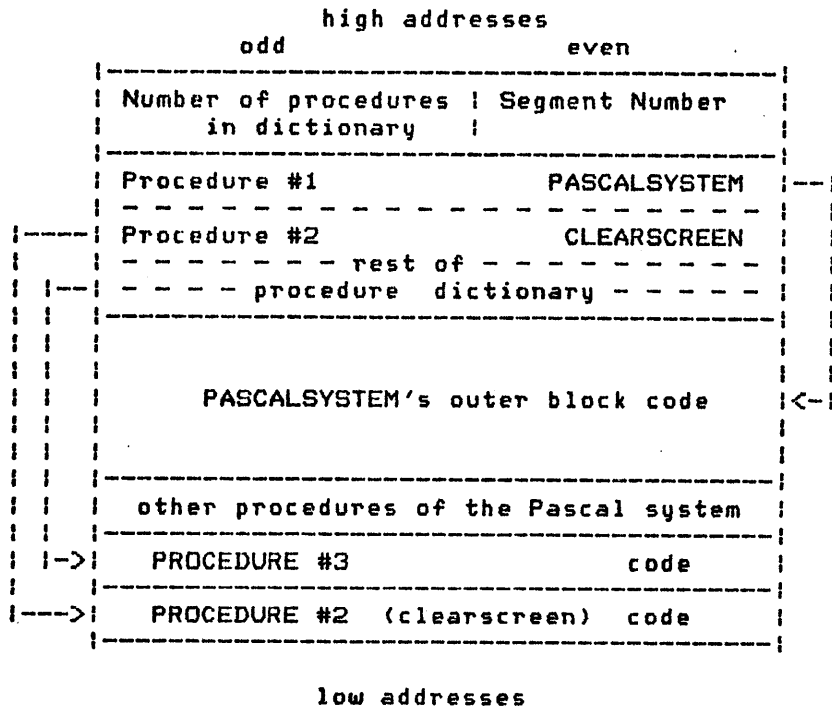 high addresses
odd even
Number of procedures Segment Number
in dictionary
Procedure #1 PASCALSYSTEM
Procedure #2 CLEARSCREEN
rest of
procedure dictionary
PASCALSYSTEM's outer block code
other procedures of the Pascal system
PROCEDURE #3 code
PROCEDURE #2 (clearscreen) code
low addresses